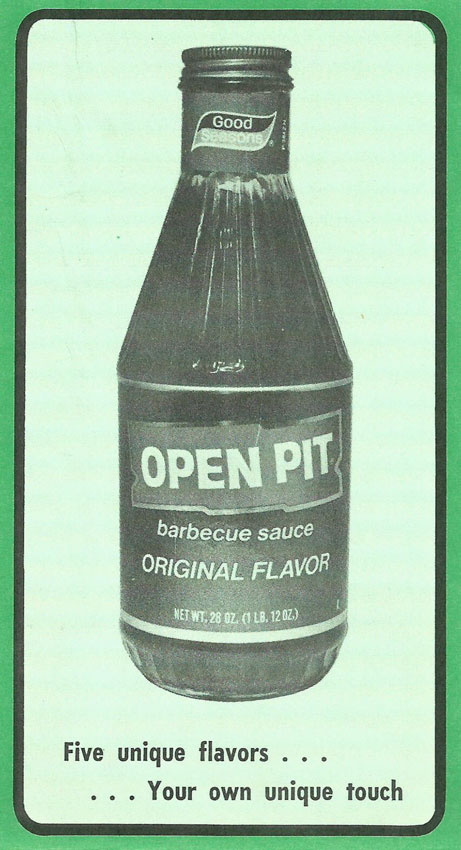 Good
Seasons®
OPEN PIT
barbecue sauce
ORIGINAL FLAVOR
NET WT. 28 OZ. (1 LB. 12 OZ.)
Five unique flavors . . .
. . . Your own unique touch